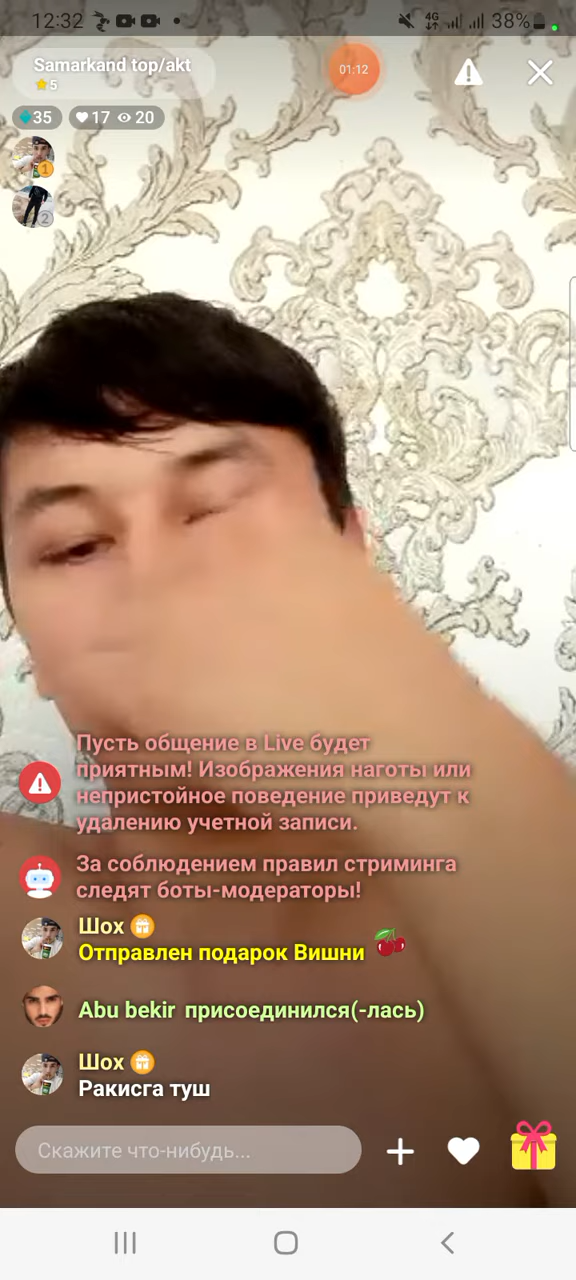 12:32
4G
38%
Samarkand top/akt
5
01:12
35
17
20
1
2
Пусть общение в Live будет
приятным! Изображения наготы или
непристойное поведение приведут к
удалению учетной записи.
За соблюдением правил стриминга
следят боты-модераторы!
Шох
Отправлен подарок Вишни
Abu bekir присоединился(-лась)
Шох
Ракисга туш
Скажите что-нибудь...